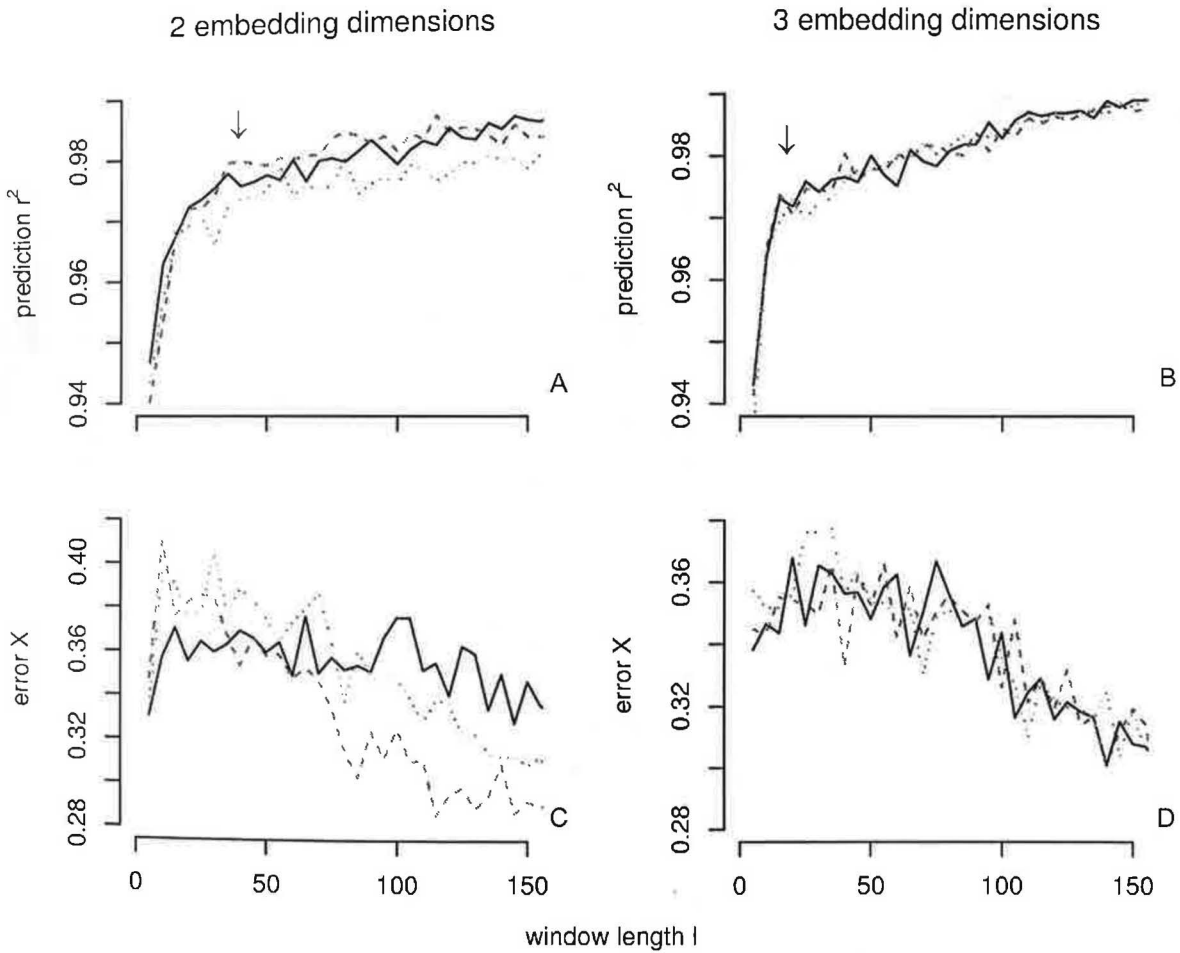 2 embedding dimensions
3 embedding dimensions
prediction r²
0.98
0.96
0.94
A
prediction r²
0.98
0.96
0.94
B
error X
0.40
0.36
0.32
0.28
C
error X
0.36
0.32
0.28
D
0 50 100 150
0 50 100 150
window length l